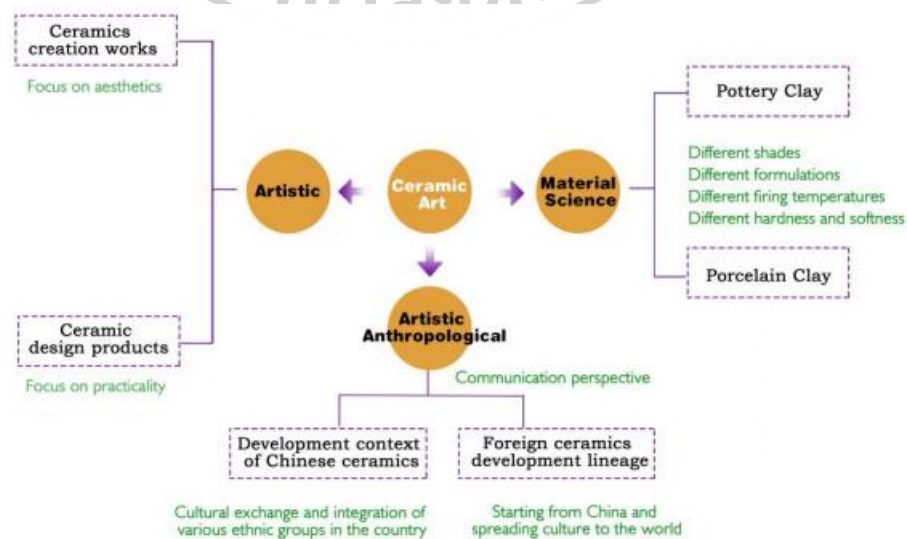 Ceramics
creation works
Focus on aesthetics
Pottery Clay
Different shades
Different formulations
Different firing temperatures
Different hardness and softness
Artistic
Ceramic
Art
Material
Science
Porcelain Clay
Artistic
Anthropological
Ceramic
design products
Focus on practicality
Communication perspective
Development context
of Chinese ceramics
Foreign ceramics
development lineage
Cultural exchange and integration of
various ethnic groups in the country
Starting from China and
spreading culture to the world